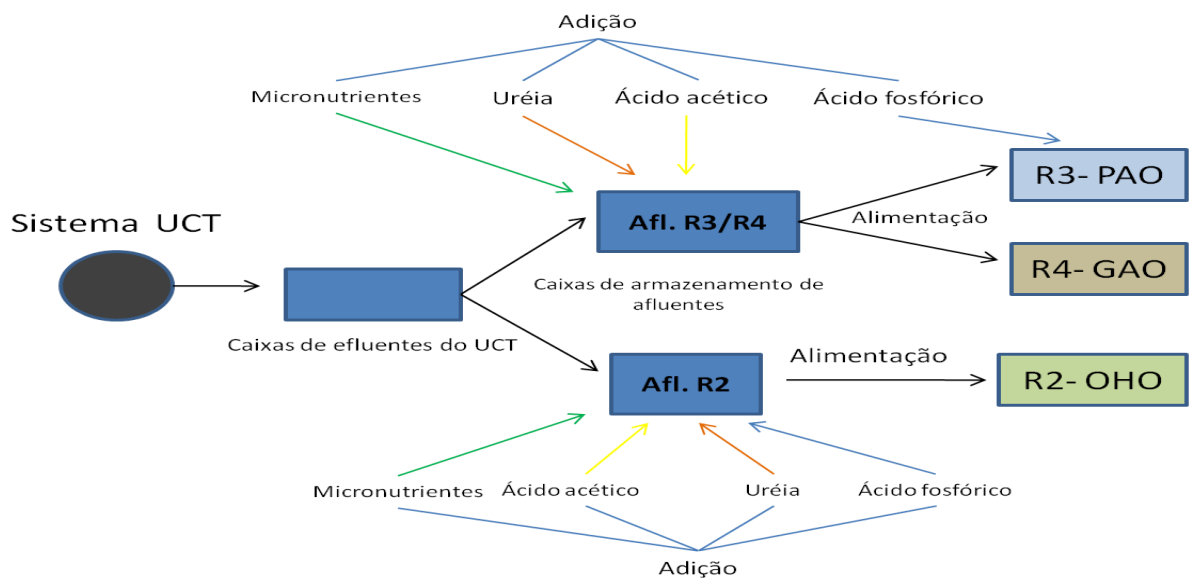 Adição
Micronutrientes
Uréia
Ácido acético
Ácido fosfórico
R3- PAO
Sistema UCT
Afl. R3/R4
Alimentação
R4- GAO
Caixas de armazenamento de
afluentes
Caixas de efluentes do UCT
Alimentação
Afl. R2
R2- OHO
Micronutrientes
Ácido acético
Uréia
Ácido fosfórico
Adição